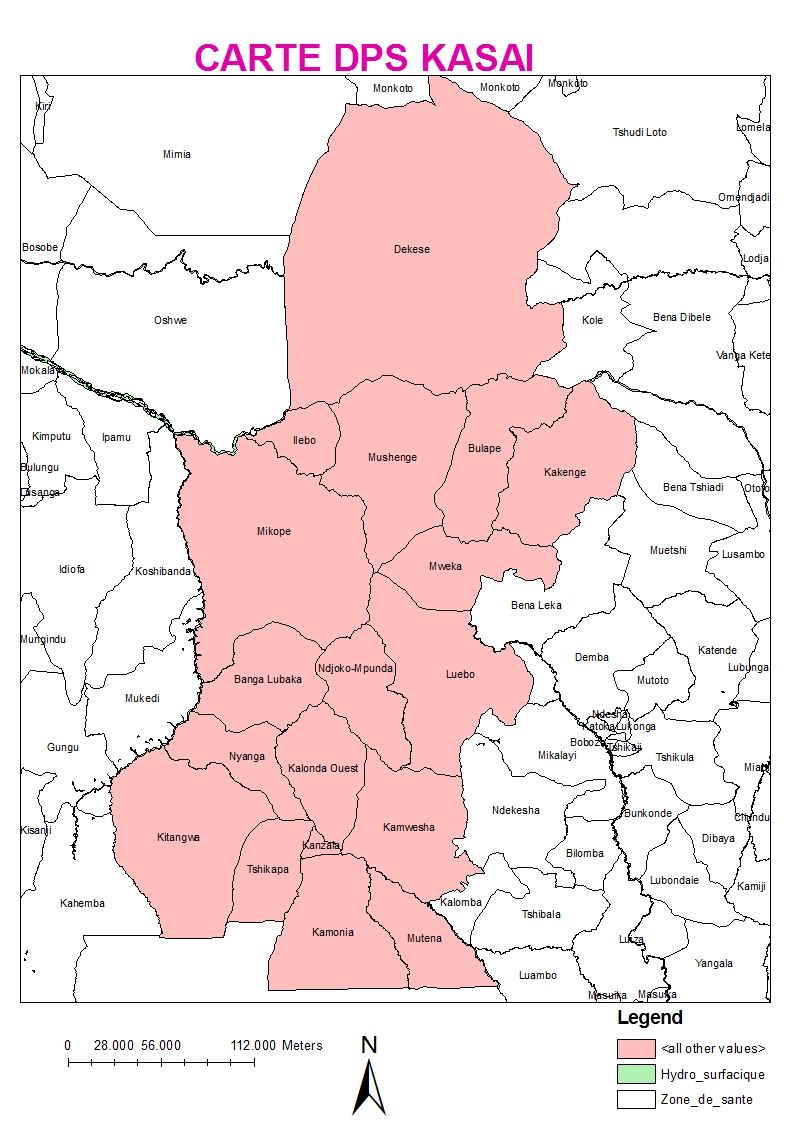 CARTE DPS KASAI
Monkoto
Monkoto
Monkoto
Kiri
Lomela
Tshudi Loto
Mimia
Omendjadi
Bosobe
Dekese
Lodja
Oshwe
Kole
Bena Dibele
Vanga Kete
Mokala
Kimputu
Ipamu
Ilebo
Mushenge
Bulape
Bulungu
Kakenge
Bena Tshiadi
Mikope
Muetshi
Lusambo
Idiofa
Koshibanda
Mweka
Bena Leka
Mungindu
Demba
Katende
Lubunga
Banga Lubaka
Ndjoko-Mpunda
Luebo
Mutoto
Mukedi
Ndesha
Katoka
Lukonga
Gungu
Nyanga
Mikalayi
Tshikaji
Tshikula
Kalonda Ouest
Ndekesha
Bunkonde
Kisanji
Kitangwa
Kanzala
Kamwesha
Dibaya
Bilomba
Tshikapa
Lubondaie
Kamiji
Kahemba
Kalomba
Tshibala
Kamonia
Mutena
Luiza
Yangala
Luambo
Masuika
Masuika
Legend
0 28.000 56.000 112.000 Meters
N
<all other values>
Hydro_surfacique
Zone_de_sante